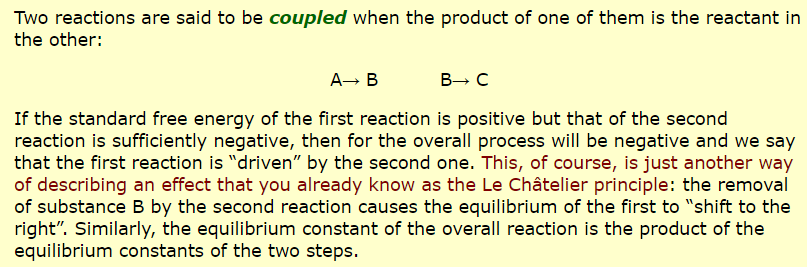 Two reactions are said to be coupled when the product of one of them is the reactant in
the other:
A→ B B→ C
If the standard free energy of the first reaction is positive but that of the second
reaction is sufficiently negative, then for the overall process will be negative and we say
that the first reaction is “driven” by the second one. This, of course, is just another way
of describing an effect that you already know as the Le Châtelier principle: the removal
of substance B by the second reaction causes the equilibrium of the first to “shift to the
right”. Similarly, the equilibrium constant of the overall reaction is the product of the
equilibrium constants of the two steps.